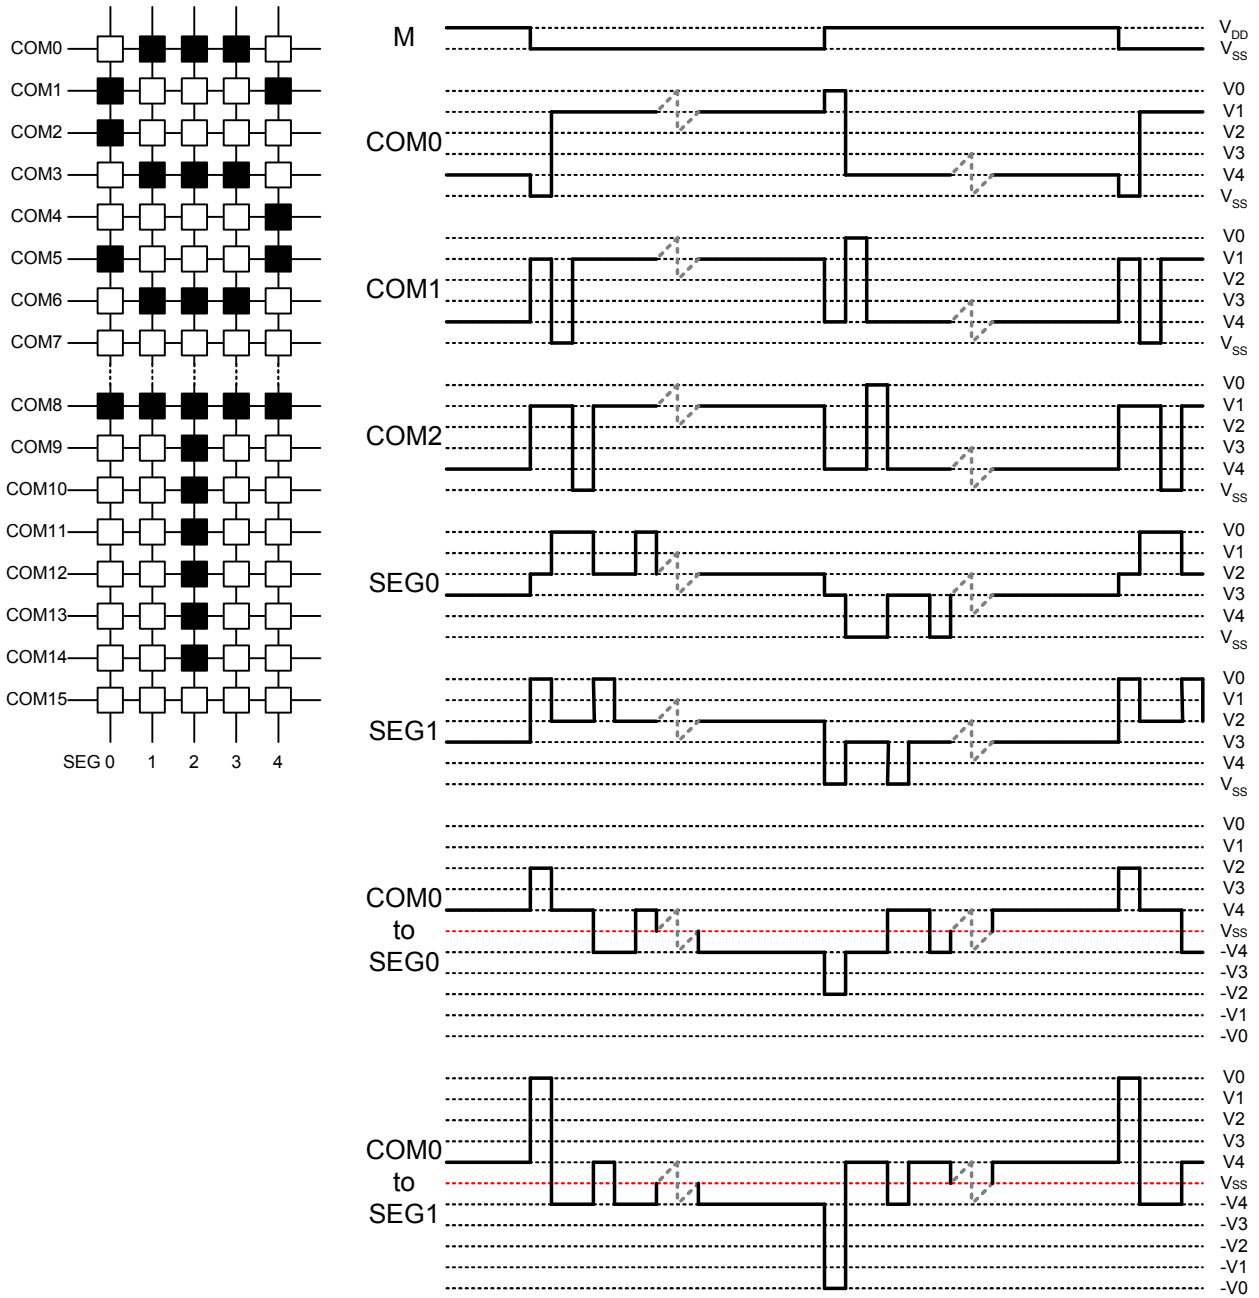 COM0
COM1
COM2
COM3
COM4
COM5
COM6
COM7
COM8
COM9
COM10
COM11
COM12
COM13
COM14
COM15
SEG 0 1 2 3 4
M
VDD
VSS
COM0
V0
V1
V2
V3
V4
VSS
COM1
V0
V1
V2
V3
V4
VSS
COM2
V0
V1
V2
V3
V4
VSS
SEG0
V0
V1
V2
V3
V4
VSS
SEG1
V0
V1
V2
V3
V4
VSS
COM0
to
SEG0
V0
V1
V2
V3
V4
VSS
-V4
-V3
-V2
-V1
-V0
COM0
to
SEG1
V0
V1
V2
V3
V4
VSS
-V4
-V3
-V2
-V1
-V0